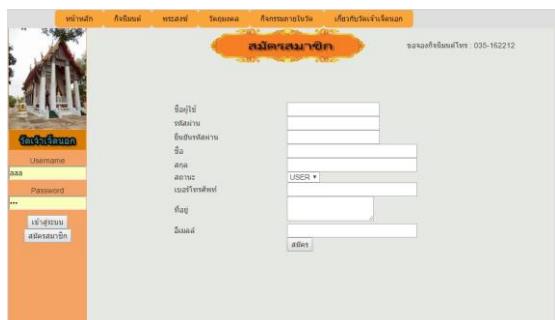 หน้าหลัก กิจนิมนต์ พระสงฆ์ วัตถุมงคล กิจกรรมภายในวัด เกี่ยวกับวัดเจ้าเจ็ดนอก
สมัครสมาชิก
ขอจองกิจนิมนต์โทร : 035-162212
วัดเจ้าเจ็ดนอก
Username
aaa
Password
•••
เข้าสู่ระบบ
สมัครสมาชิก
ชื่อผู้ใช้
รหัสผ่าน
ยืนยันรหัสผ่าน
ชื่อ
สกุล
สถานะ USER
เบอร์โทรศัพท์
ที่อยู่
อีเมลล์
สมัคร